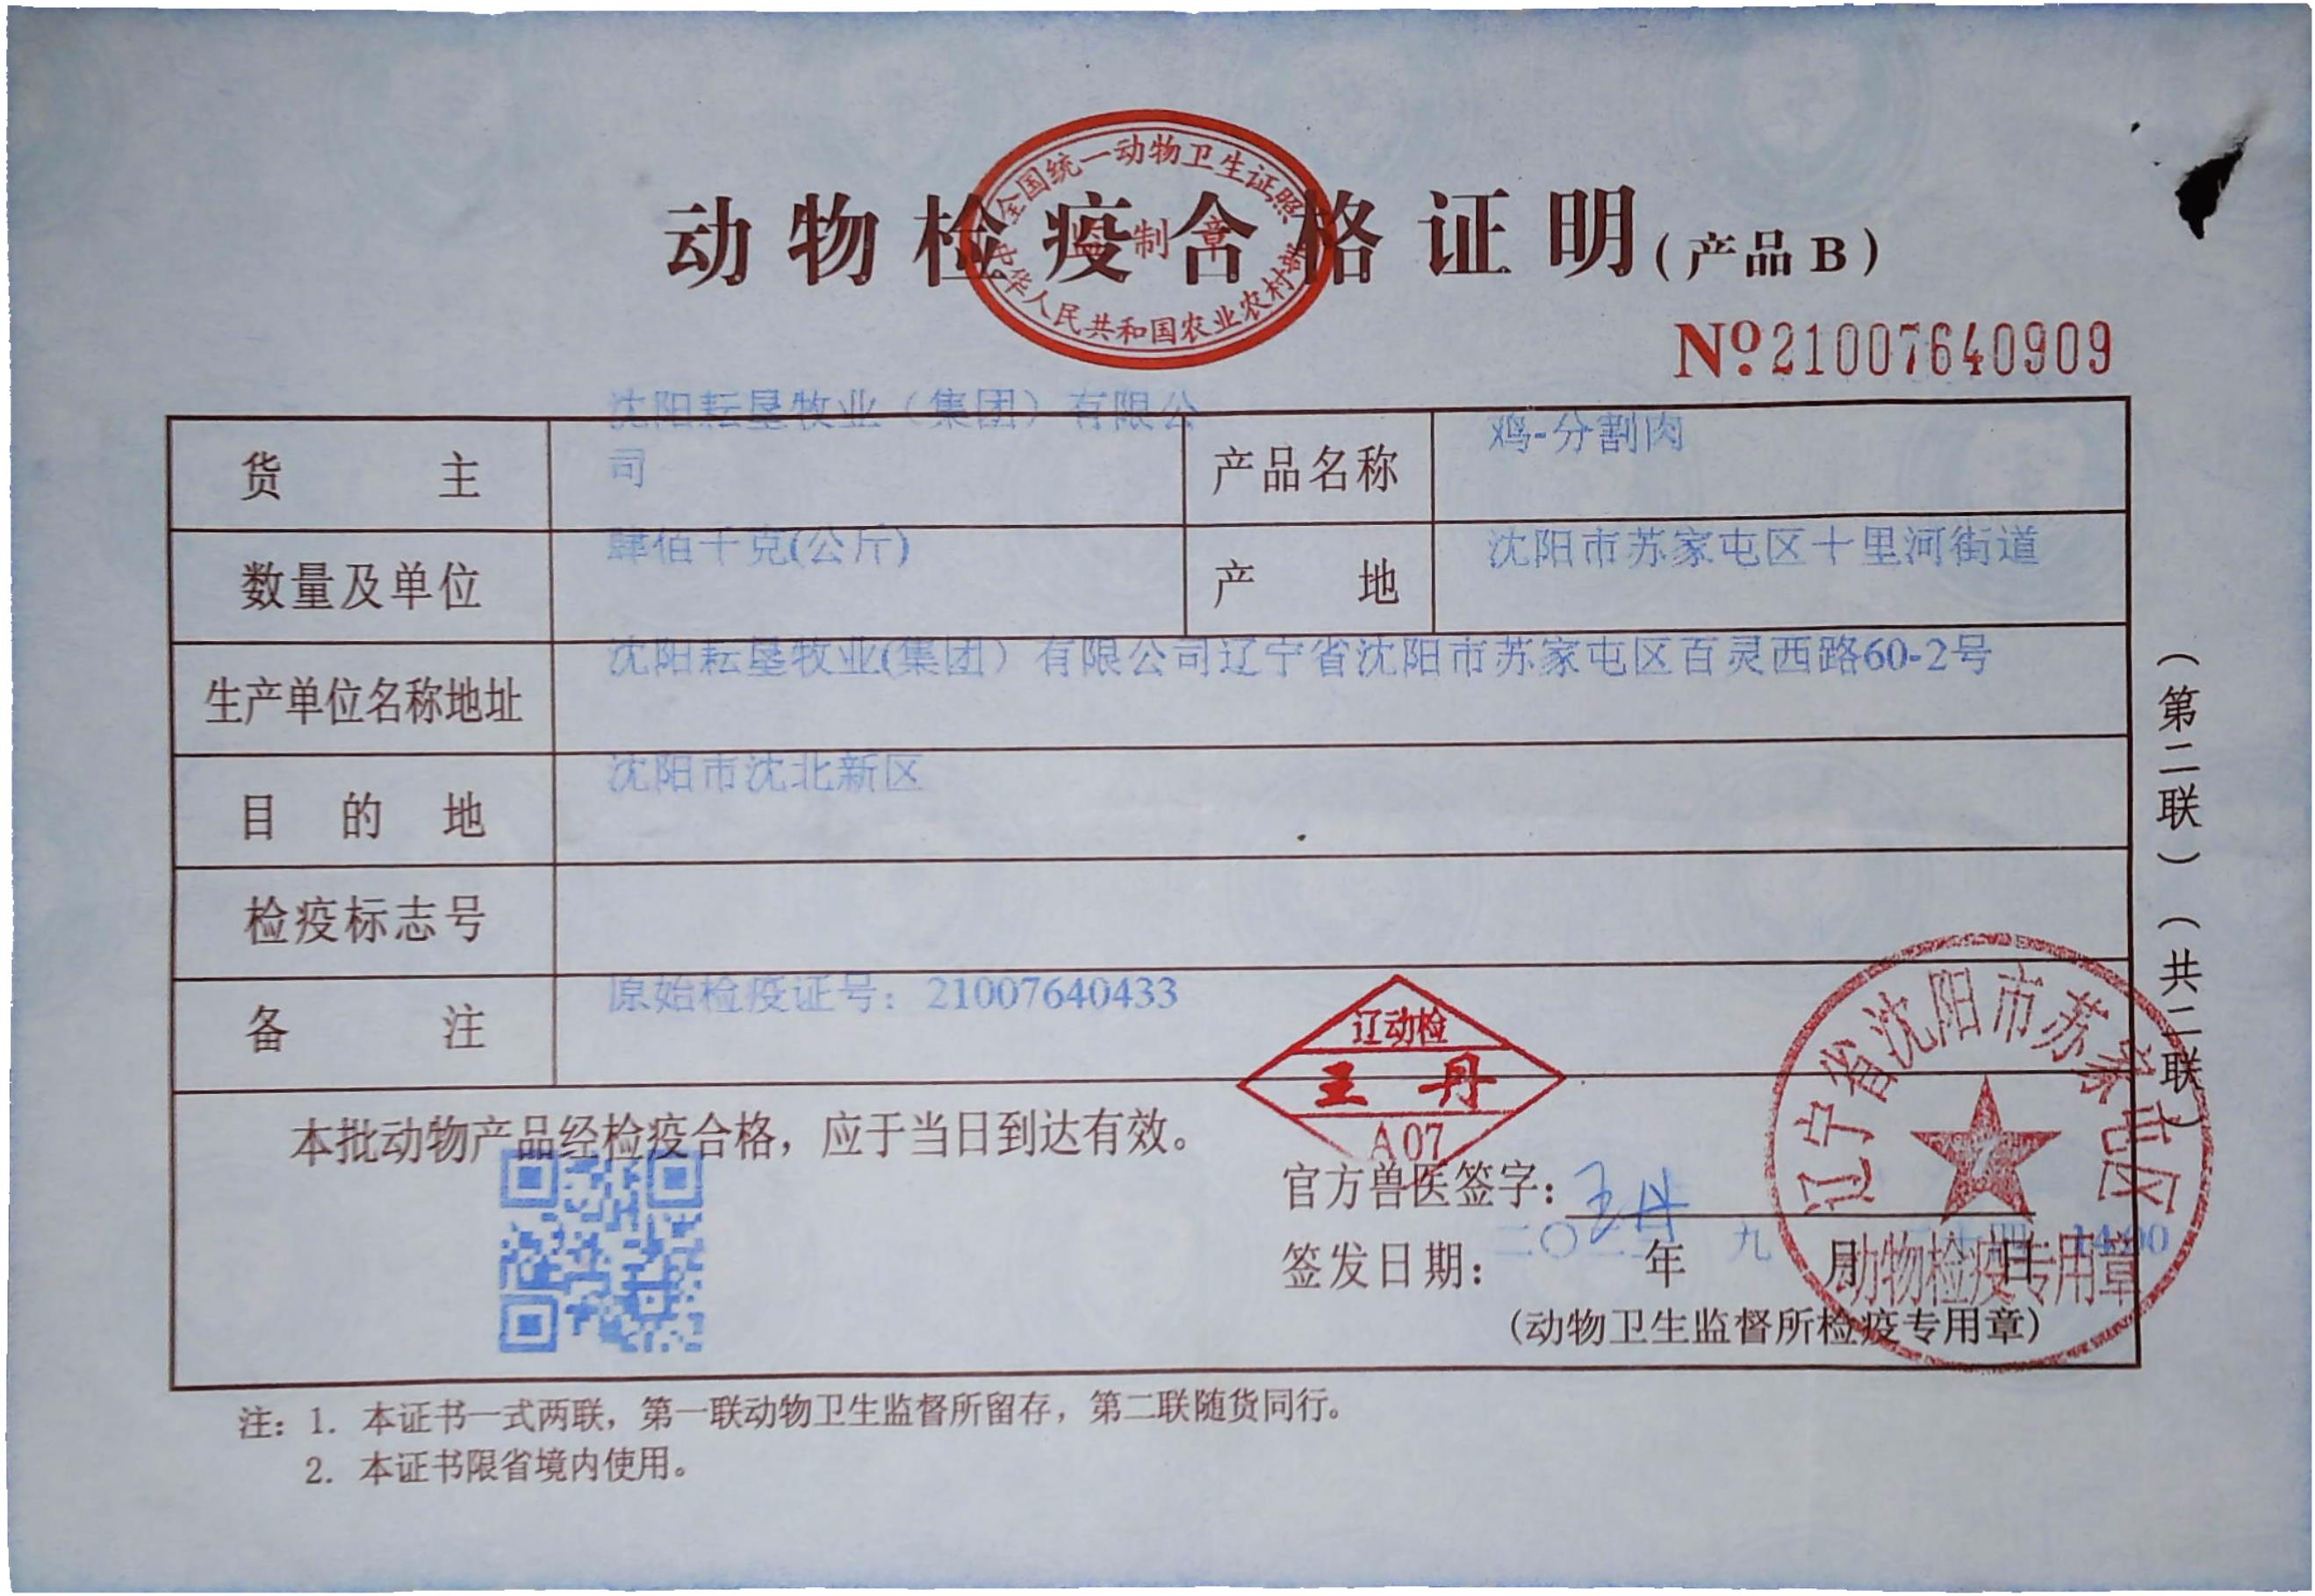 全国统一动物卫生证照
监制章
中华人民共和国农业农村部
动物检疫合格证明(产品B)
№21007640909
货主 沈阳耘垦牧业（集团）有限公司 产品名称 鸡-分割肉
数量及单位 肆佰千克(公斤) 产地 沈阳市苏家屯区十里河街道
生产单位名称地址 沈阳耘垦牧业(集团）有限公司辽宁省沈阳市苏家屯区百灵西路60-2号
目的地 沈阳市沈北新区
检疫标志号
备注 原始检疫证号：21007640433
(第二联)(共二联)
本批动物产品经检疫合格，应于当日到达有效。
辽动检
王丹
A07
官方兽医签字：王丹
签发日期： 年 九 月 日
辽宁省沈阳市苏家屯区
动物检疫专用章
(动物卫生监督所检疫专用章)
注：1. 本证书一式两联，第一联动物卫生监督所留存，第二联随货同行。
2. 本证书限省境内使用。